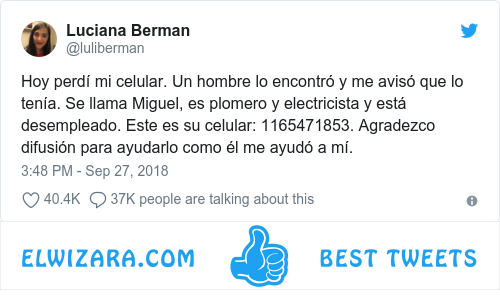 Luciana Berman
@luliberman
Hoy perdí mi celular. Un hombre lo encontró y me avisó que lo
tenía. Se llama Miguel, es plomero y electricista y está
desempleado. Este es su celular: 1165471853. Agradezco
difusión para ayudarlo como él me ayudó a mí.
3:48 PM - Sep 27, 2018
40.4K 37K people are talking about this
ELWIZARA.COM BEST TWEETS